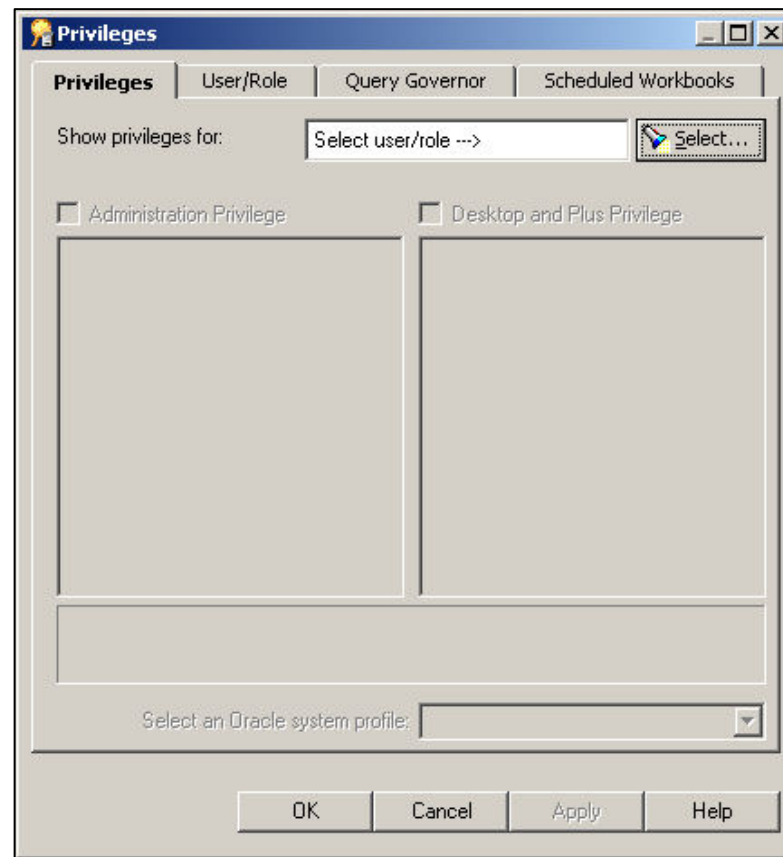 Privileges
Privileges User/Role Query Governor Scheduled Workbooks
Show privileges for: Select user/role ---> Select...
Administration Privilege Desktop and Plus Privilege
Select an Oracle system profile:
OK Cancel Apply Help